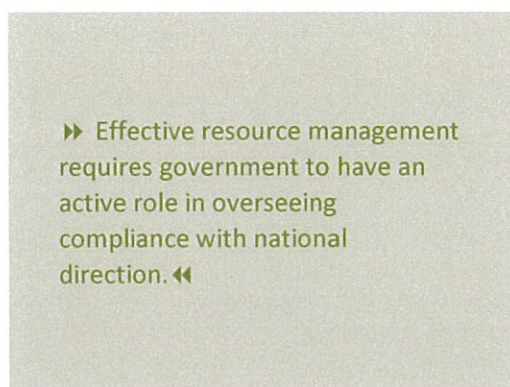 ▶▶ Effective resource management
requires government to have an
active role in overseeing
compliance with national
direction. ◀◀